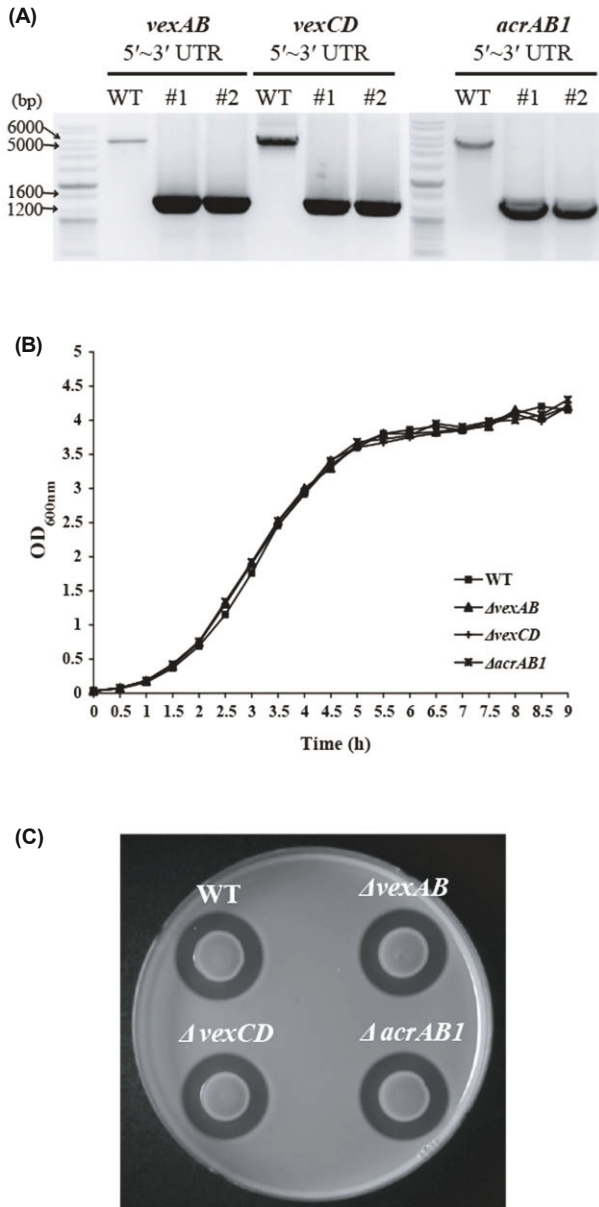 (A)
vexAB vexCD acrAB1
5'~3' UTR 5'~3' UTR 5'~3' UTR
(bp) WT #1 #2 WT #1 #2 WT #1 #2
6000
5000
1600
1200
(B)
5
4.5
4
3.5
3
2.5
2
1.5
1
0.5
0
OD600nm
WT
ΔvexAB
ΔvexCD
ΔacrAB1
0 0.5 1 1.5 2 2.5 3 3.5 4 4.5 5 5.5 6 6.5 7 7.5 8 8.5 9
Time (h)
(C)
WT ΔvexAB
ΔvexCD ΔacrAB1